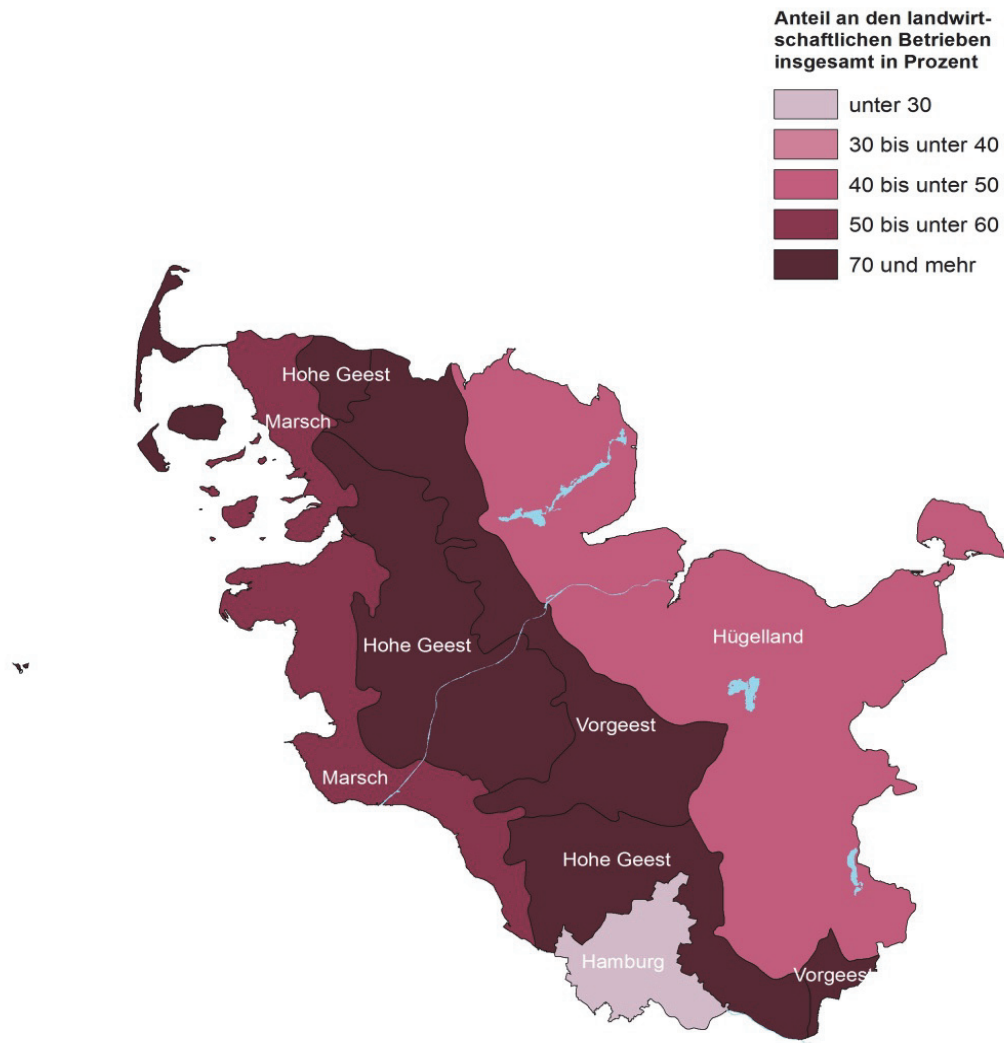 Anteil an den landwirt-
schaftlichen Betrieben
insgesamt in Prozent
unter 30
30 bis unter 40
40 bis unter 50
50 bis unter 60
70 und mehr
Hohe Geest
Marsch
Hohe Geest
Hügelland
Vorgeest
Marsch
Hohe Geest
Hamburg
Vorgeest